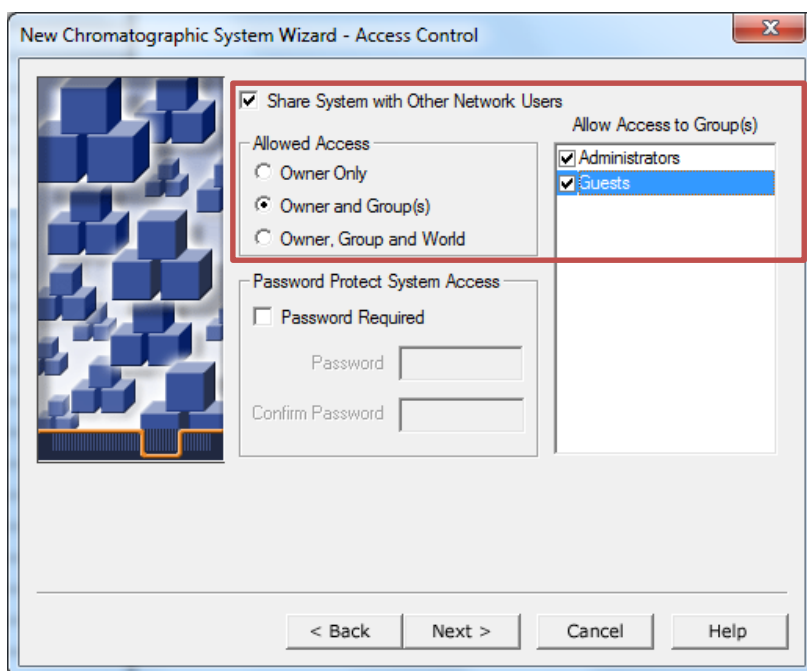 New Chromatographic System Wizard - Access Control
Share System with Other Network Users
Allowed Access
Owner Only
Owner and Group(s)
Owner, Group and World
Allow Access to Group(s)
Administrators
Guests
Password Protect System Access
Password Required
Password
Confirm Password
< Back
Next >
Cancel
Help